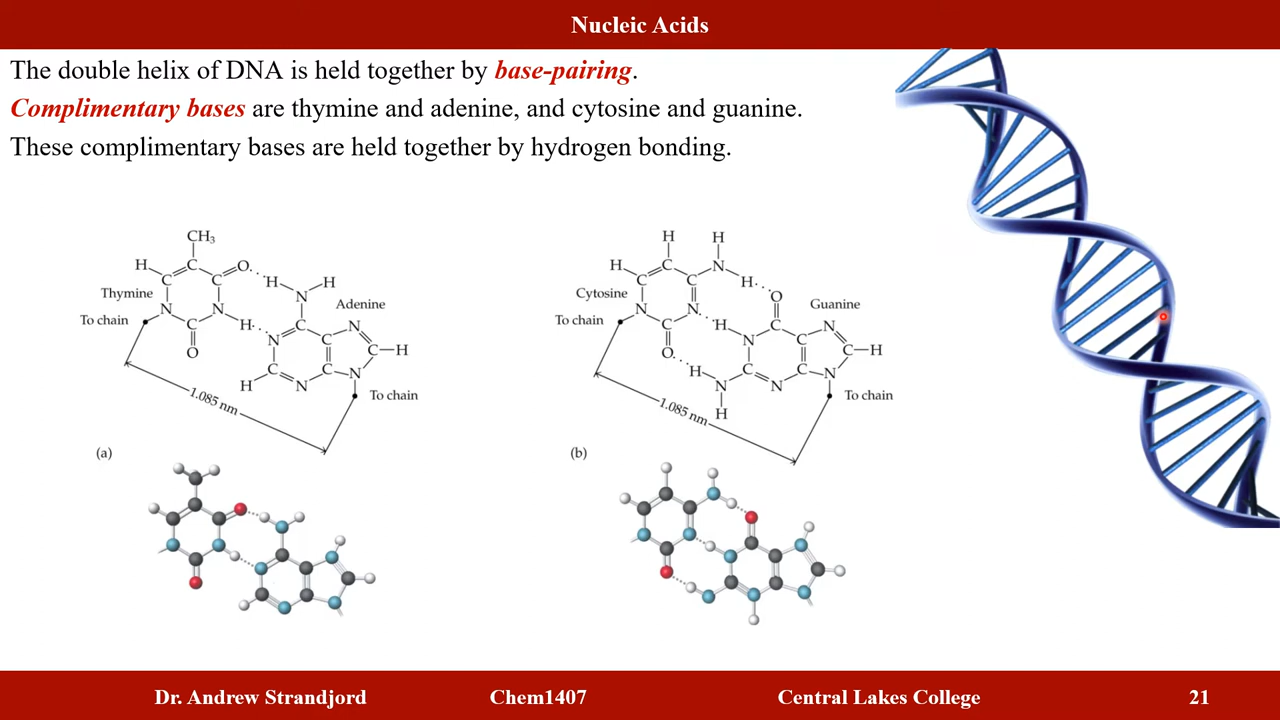 Nucleic Acids
The double helix of DNA is held together by base-pairing.
Complimentary bases are thymine and adenine, and cytosine and guanine.
These complimentary bases are held together by hydrogen bonding.
CH₃
H
C
C
C
O
H
H
Thymine
N
N
N
Adenine
To chain
C
H
C
N
O
N
C
C
C
H
H
C
N
C
N
To chain
1.085 nm
(a)
H
H
H
C
C
C
N
H
Cytosine
N
N
O
Guanine
To chain
C
H
C
N
O
N
C
C
H
H
C
C
N
N
N
H
To chain
1.085 nm
(b)
Dr. Andrew Strandjord
Chem1407
Central Lakes College
21